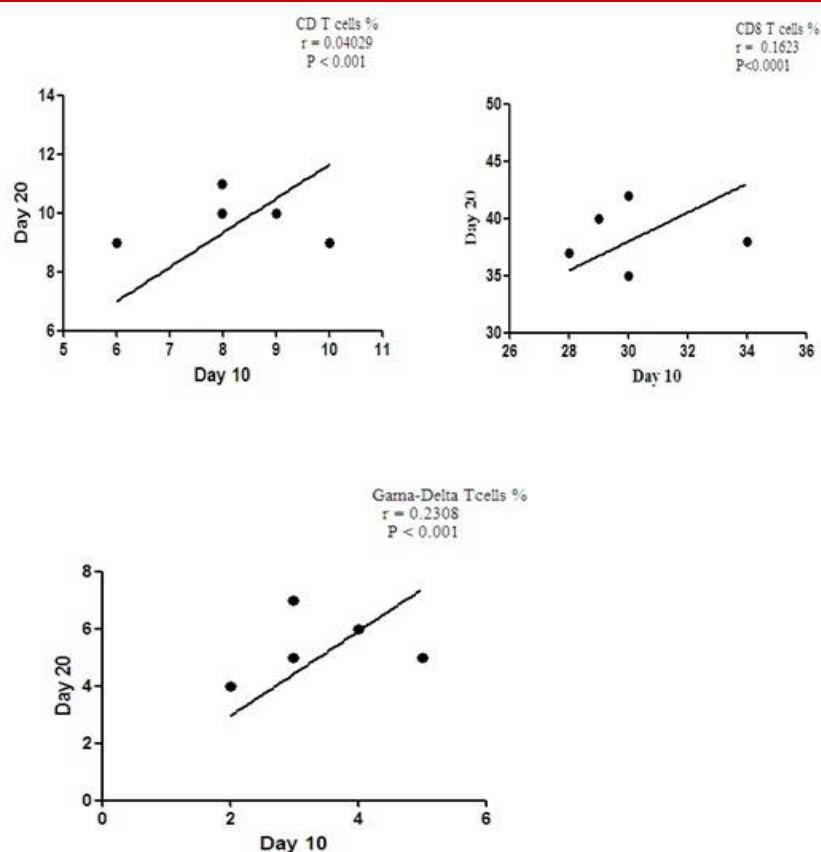 CD T cells %
r = 0.04029
P < 0.001
14
12
10
8
6
Day 20
5
6
7
8
9
10
11
Day 10
CD8 T cells %
r = 0.1623
P<0.0001
50
45
40
35
30
Day 20
26
28
30
32
34
36
Day 10
Gama-Delta Tcells %
r = 0.2308
P < 0.001
8
6
4
2
0
Day 20
0
2
4
6
Day 10